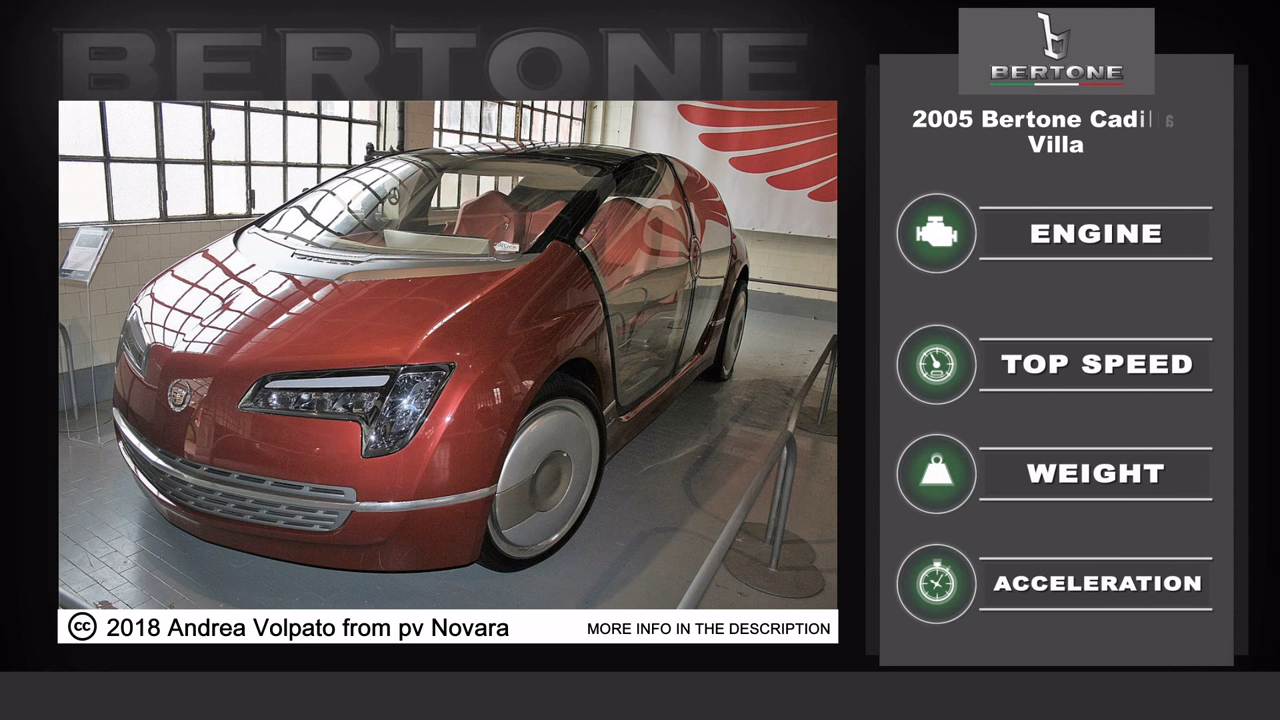 BERTONE
BERTONE
2005 Bertone Cadil
Villa
ENGINE
TOP SPEED
WEIGHT
ACCELERATION
cc 2018 Andrea Volpato from pv Novara
MORE INFO IN THE DESCRIPTION